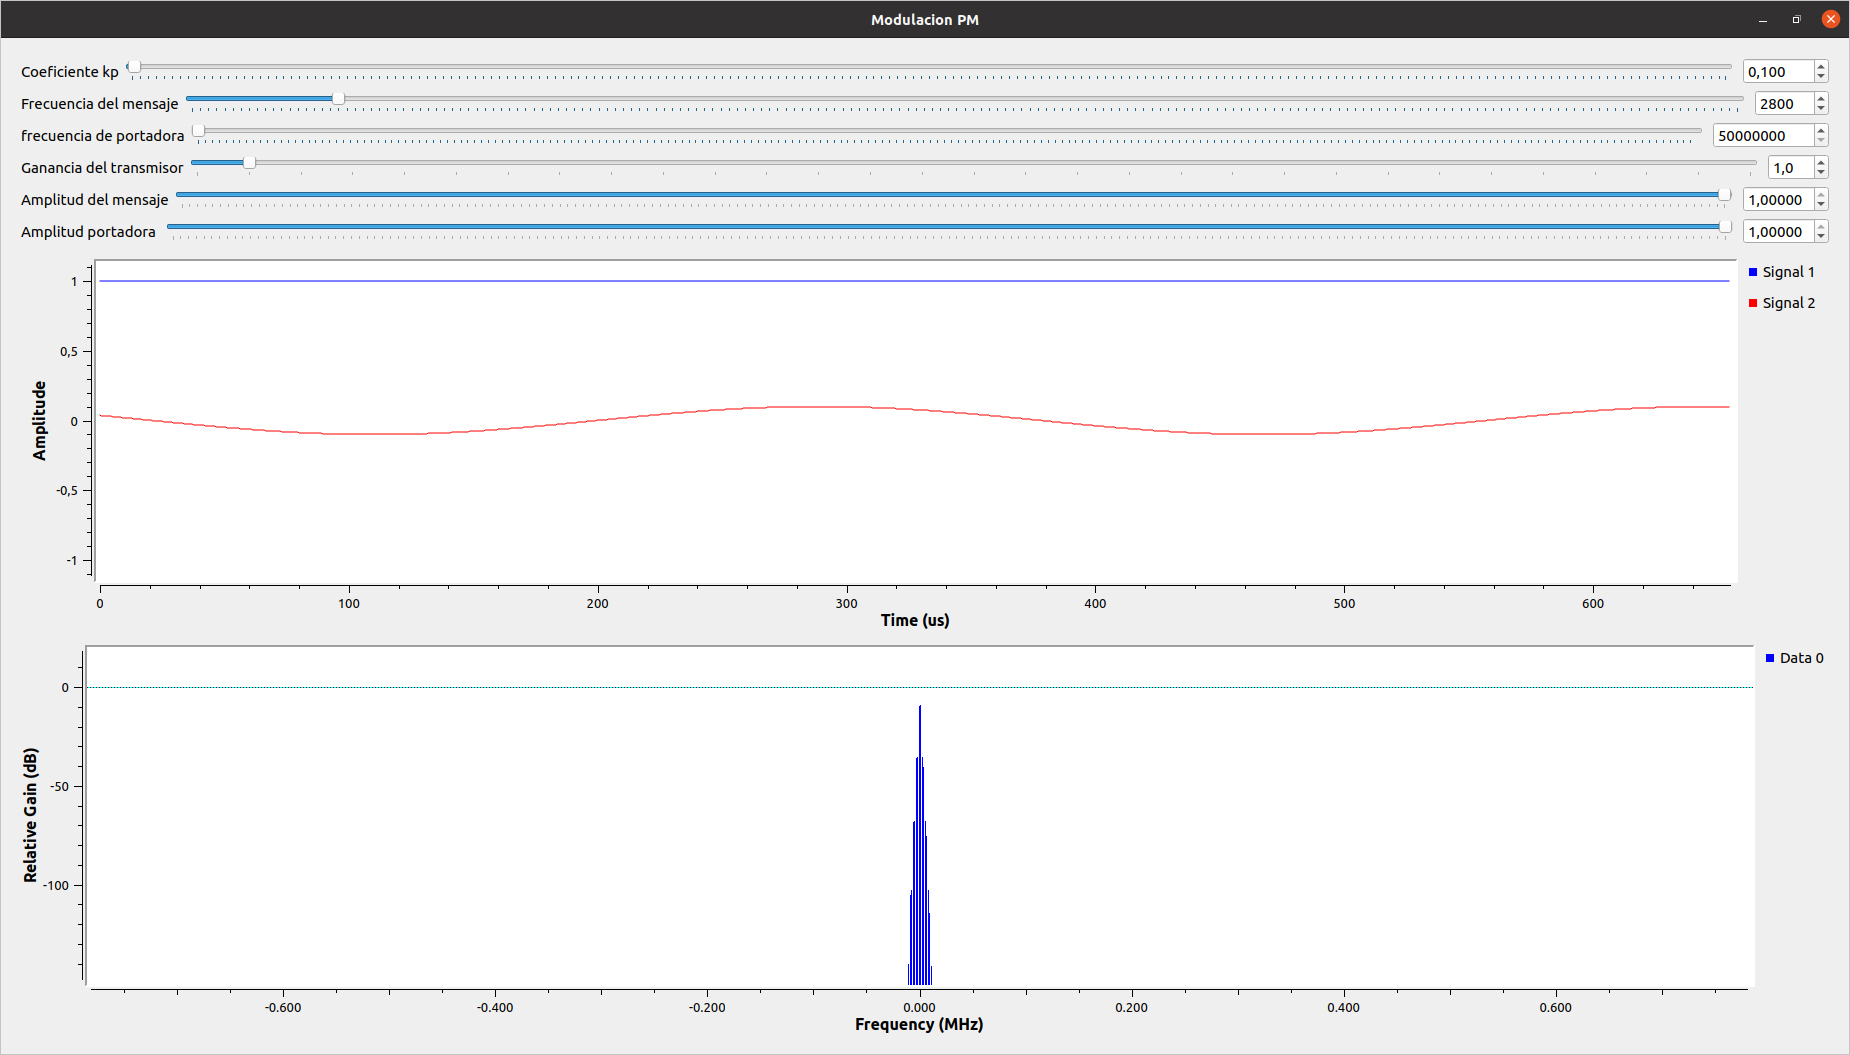 Modulacion PM
Coeficiente kp 0,100
Frecuencia del mensaje 2800
frecuencia de portadora 50000000
Ganancia del transmisor 1,0
Amplitud del mensaje 1,00000
Amplitud portadora 1,00000
Signal 1
Signal 2
Amplitude
1
0,5
0
-0,5
-1
0 100 200 300 400 500 600
Time (us)
Data 0
Relative Gain (dB)
0
-50
-100
-0.600 -0.400 -0.200 0.000 0.200 0.400 0.600
Frequency (MHz)